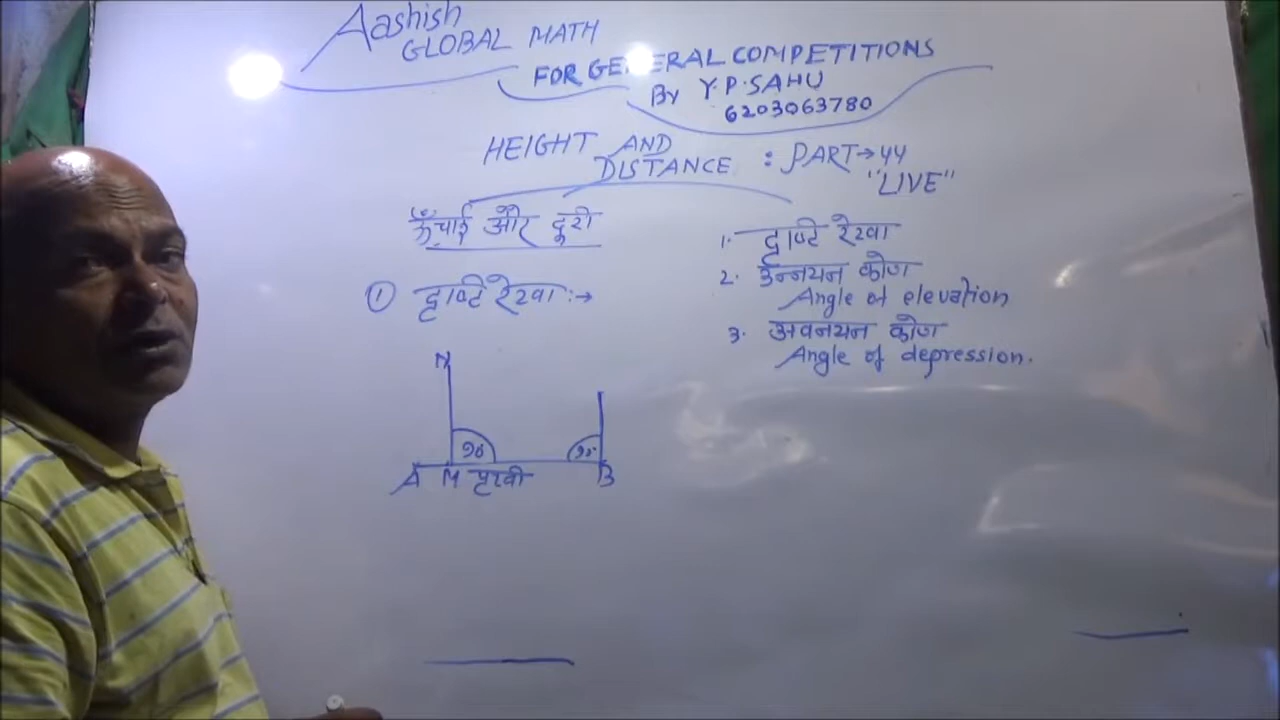 Aashish
GLOBAL MATH
FOR GENERAL COMPETITIONS
By Y.P.SAHU
6203063780
HEIGHT AND
DISTANCE : PART→44
"LIVE"
ऊँचाई और दूरी
1. दृष्टि रेखा
2. उन्नयन कोण
Angle of elevation
3. अवनयन कोण
Angle of depression.
① दृष्टि रेखा :→
N
90° 90°
A M पृथ्वी B